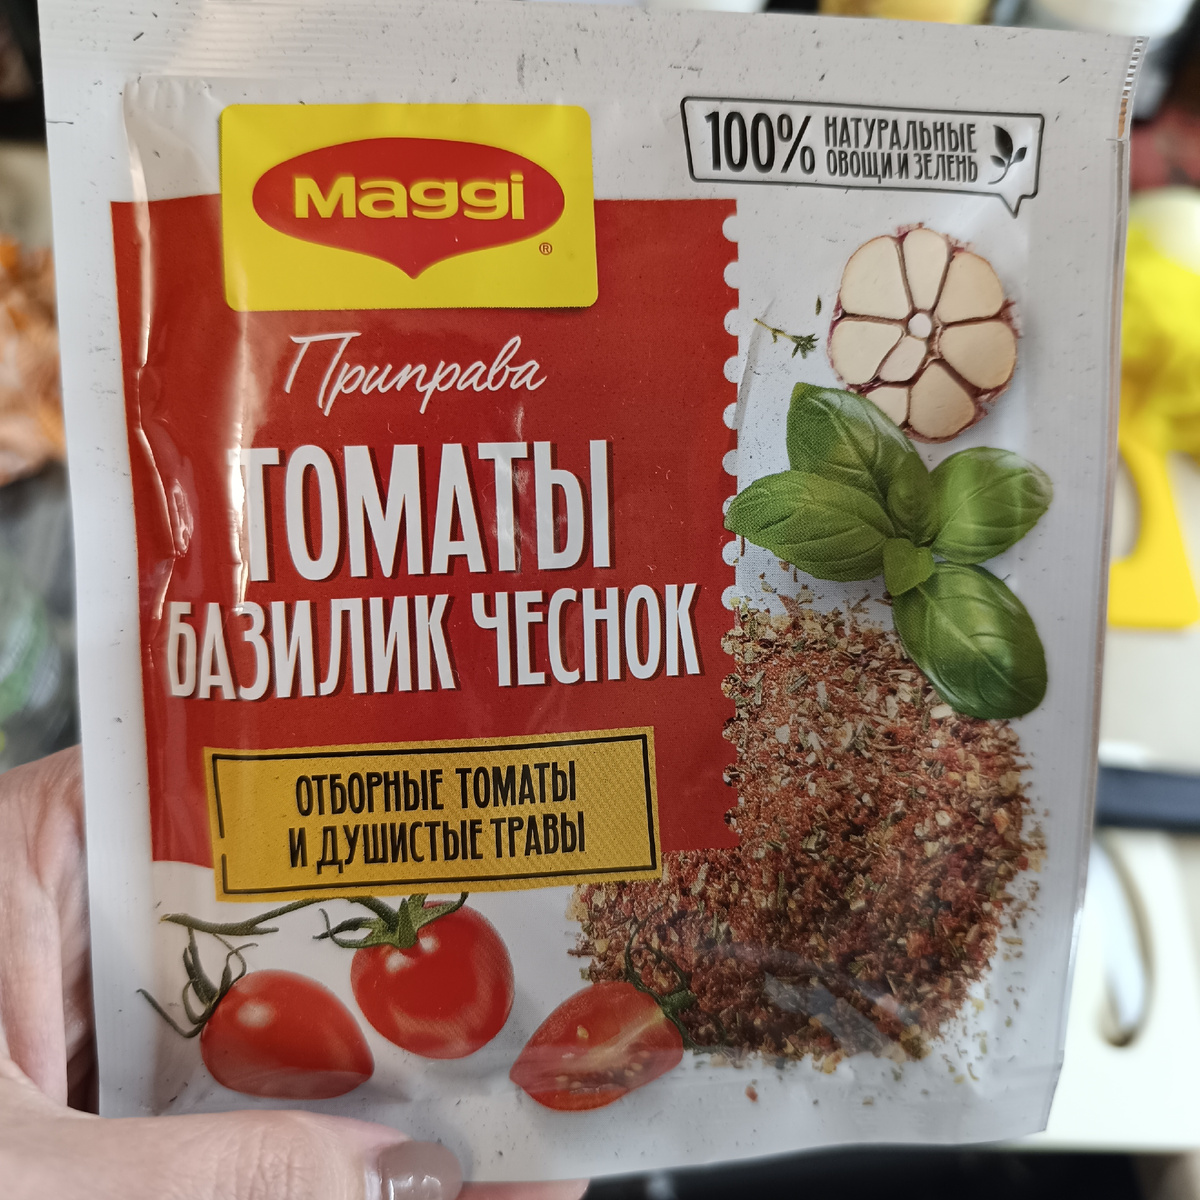 Maggi
®
100% НАТУРАЛЬНЫЕ
ОВОЩИ И ЗЕЛЕНЬ
Приправа
ТОМАТЫ
БАЗИЛИК ЧЕСНОК
ОТБОРНЫЕ ТОМАТЫ
И ДУШИСТЫЕ ТРАВЫ